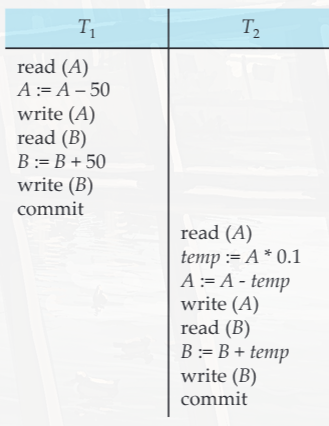 T1 T2
read (A)
A := A – 50
write (A)
read (B)
B := B + 50
write (B)
commit
read (A)
temp := A * 0.1
A := A - temp
write (A)
read (B)
B := B + temp
write (B)
commit